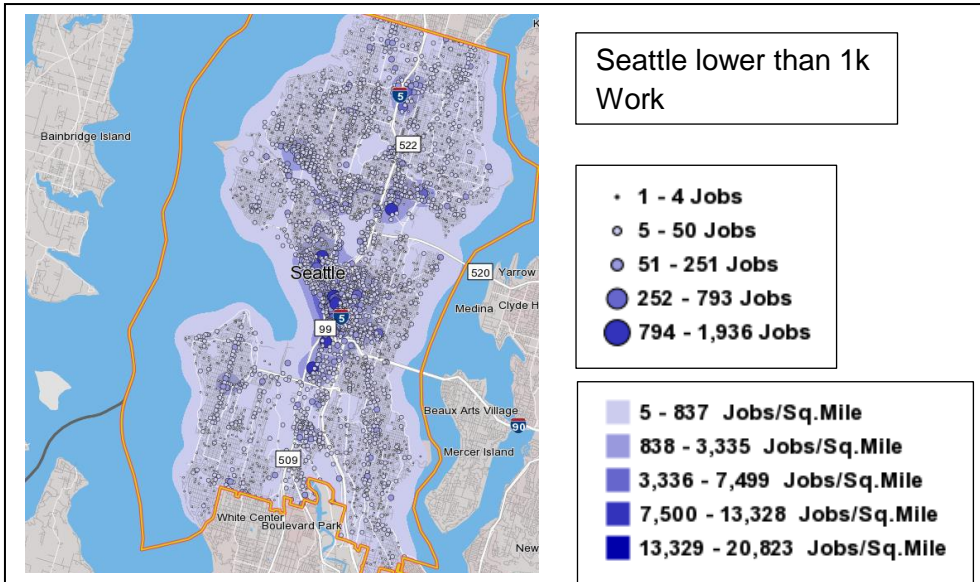 K
5
522
Bainbridge Island
Seattle
520
Yarrow
Medina
Clyde H
99
5
Beaux Arts Village
90
Mercer Island
509
White Center
Boulevard Park
New
Seattle lower than 1k
Work
1 - 4 Jobs
5 - 50 Jobs
51 - 251 Jobs
252 - 793 Jobs
794 - 1,936 Jobs
5 - 837 Jobs/Sq.Mile
838 - 3,335 Jobs/Sq.Mile
3,336 - 7,499 Jobs/Sq.Mile
7,500 - 13,328 Jobs/Sq.Mile
13,329 - 20,823 Jobs/Sq.Mile